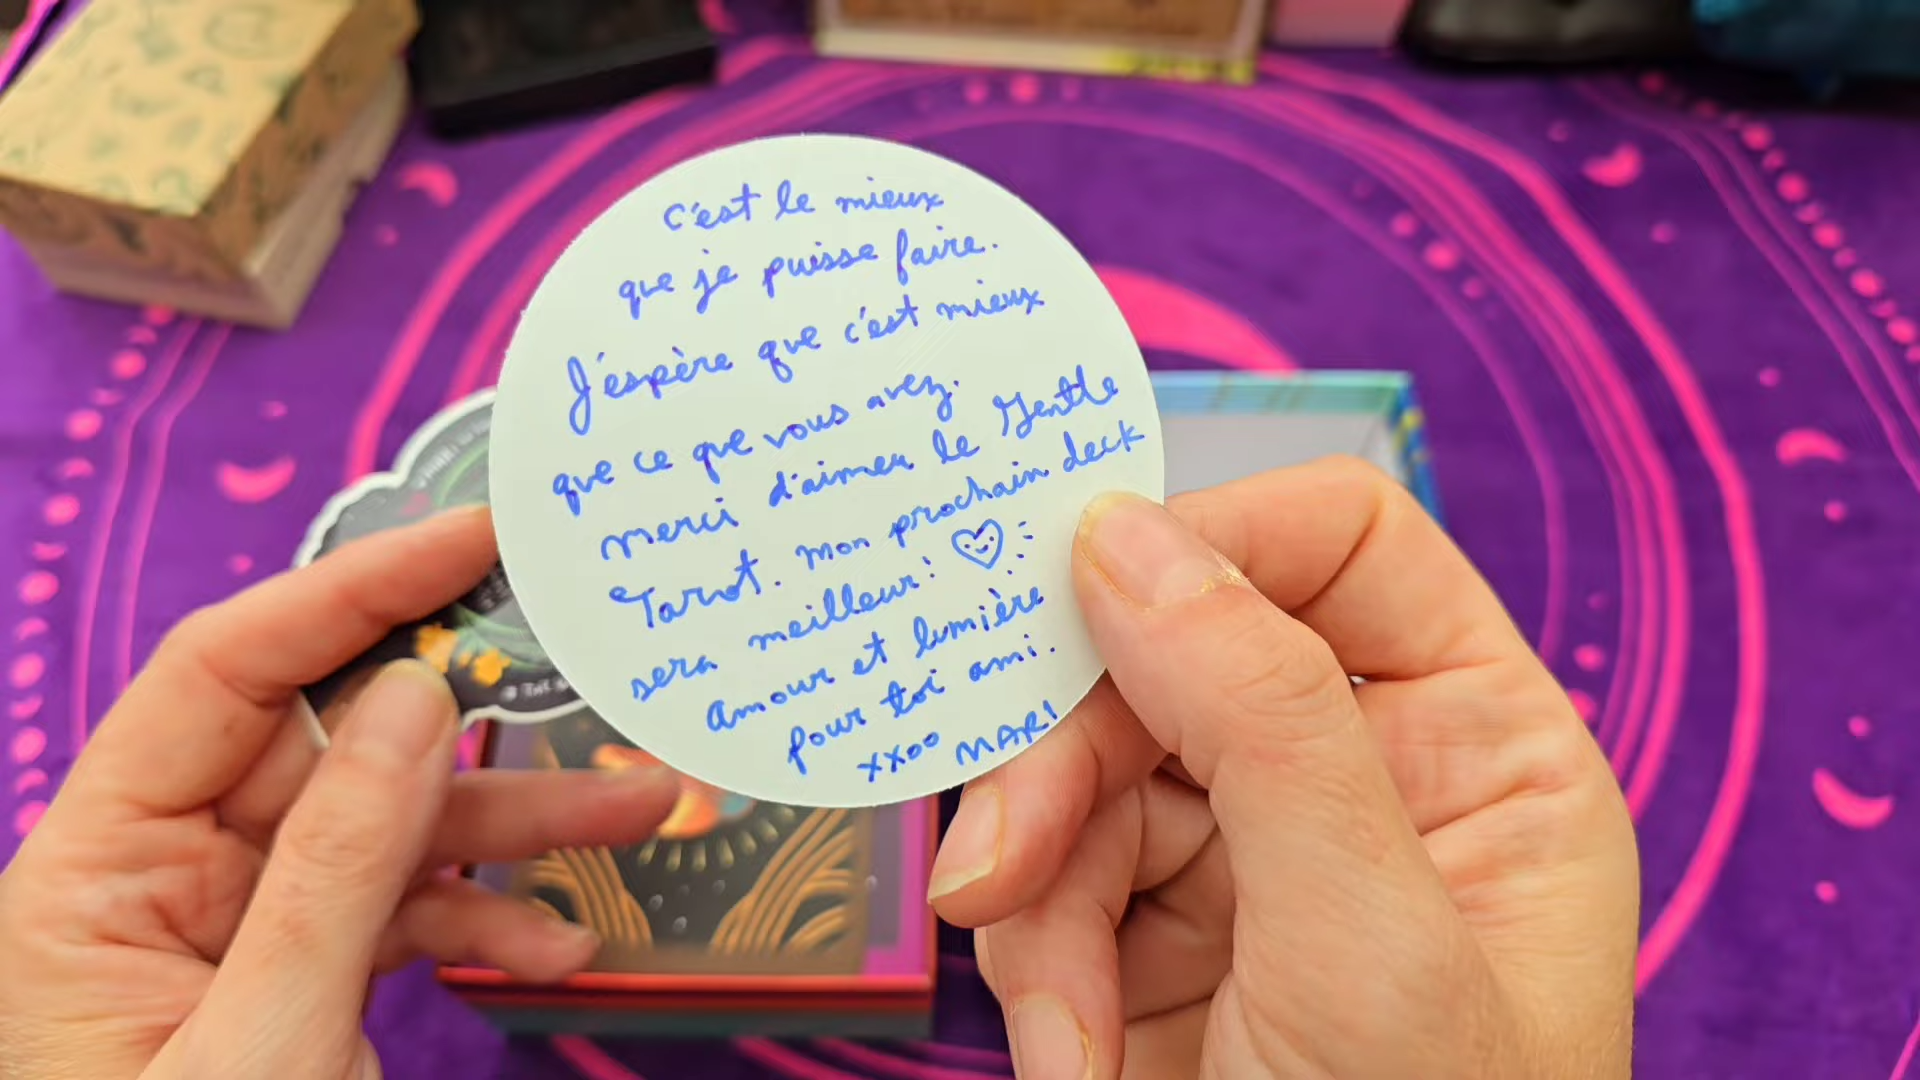 c'est le mieux
que je puisse faire.
J'éspère que c'est mieux
que ce que vous avez.
merci d'aimer le Gentle
Tarot. mon prochain deck
sera meilleur!
Amour et lumière
pour toi ami.
xxoo MARI